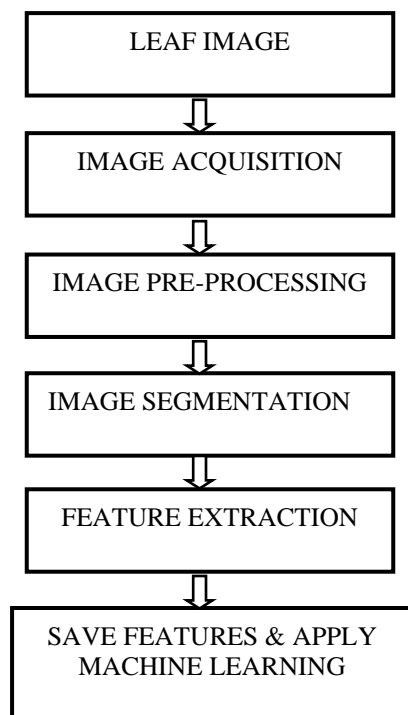 LEAF IMAGE
IMAGE ACQUISITION
IMAGE PRE-PROCESSING
IMAGE SEGMENTATION
FEATURE EXTRACTION
SAVE FEATURES & APPLY
MACHINE LEARNING